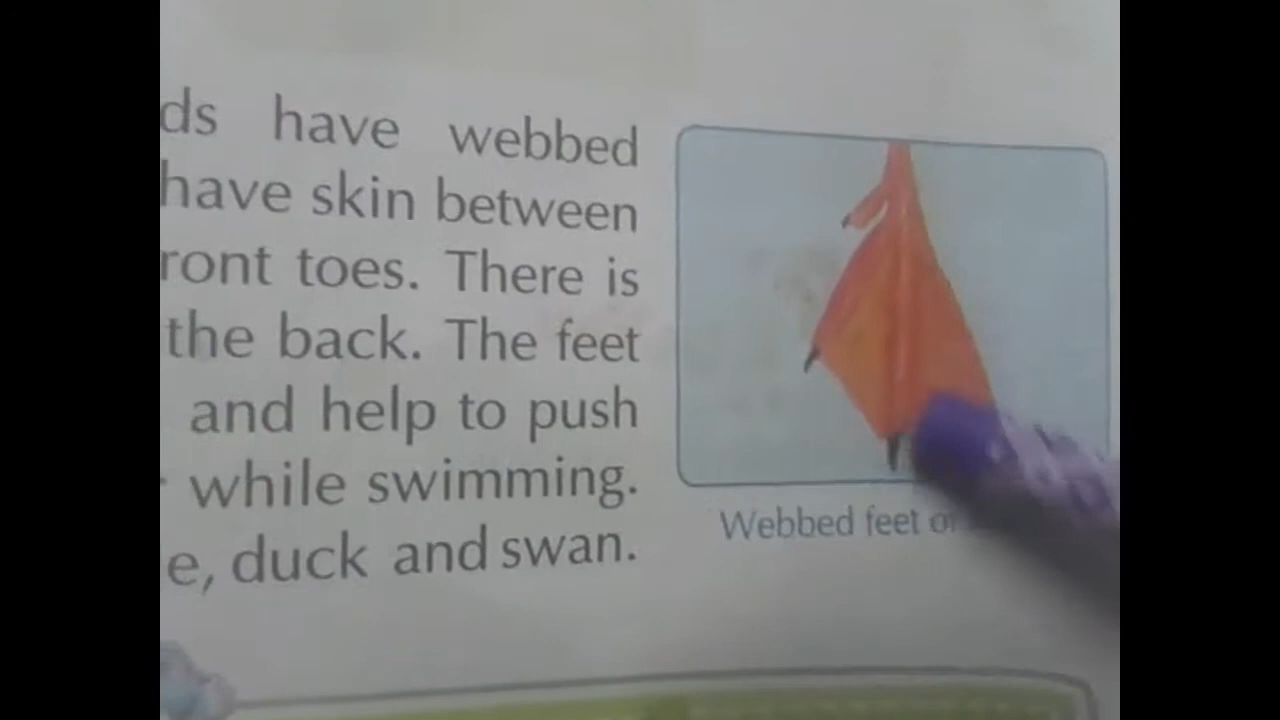 ds have webbed
have skin between
ront toes. There is
the back. The feet
and help to push
while swimming.
e, duck and swan.
Webbed feet of